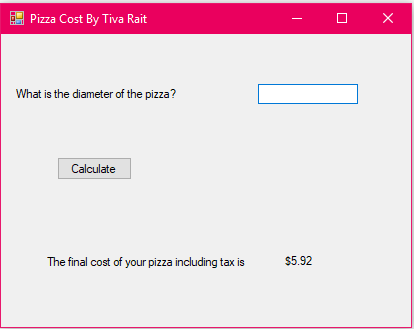 Pizza Cost By Tiva Rait
What is the diameter of the pizza?
Calculate
The final cost of your pizza including tax is $5.92